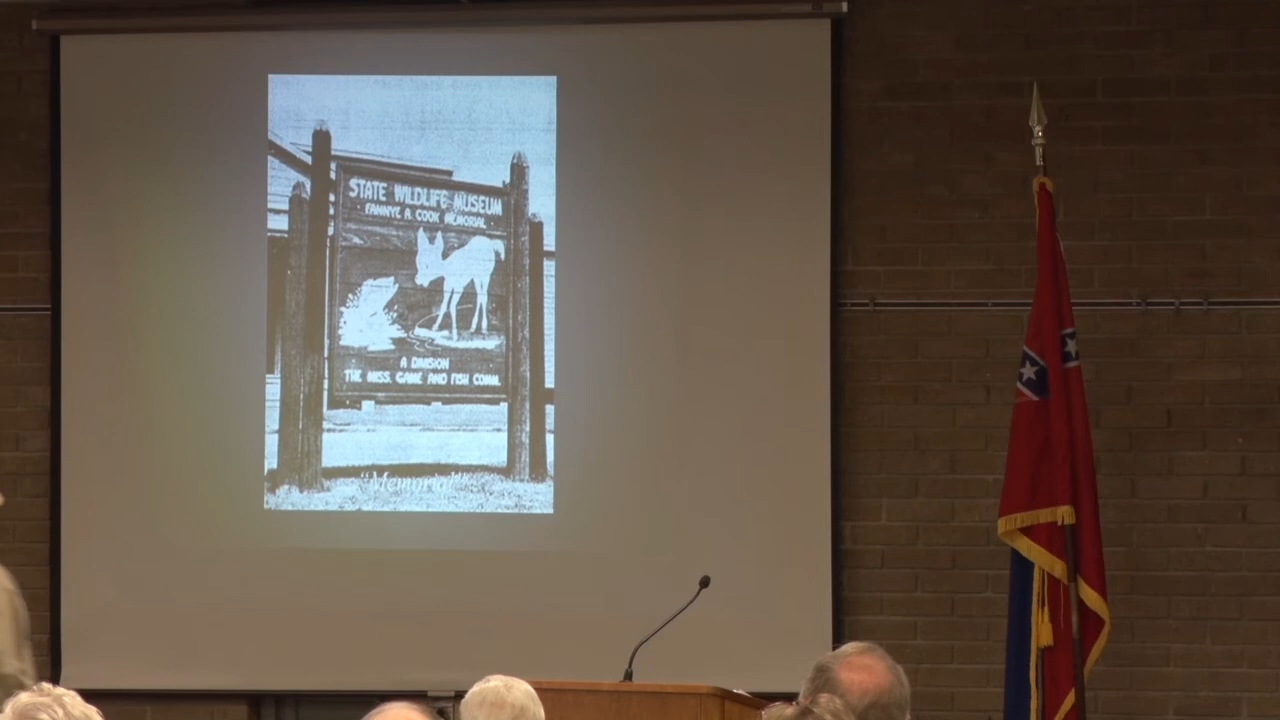 STATE WILDLIFE MUSEUM
FANNYE A. COOK MEMORIAL
A DIVISION
THE MISS. GAME AND FISH COMM.
"Memorial"